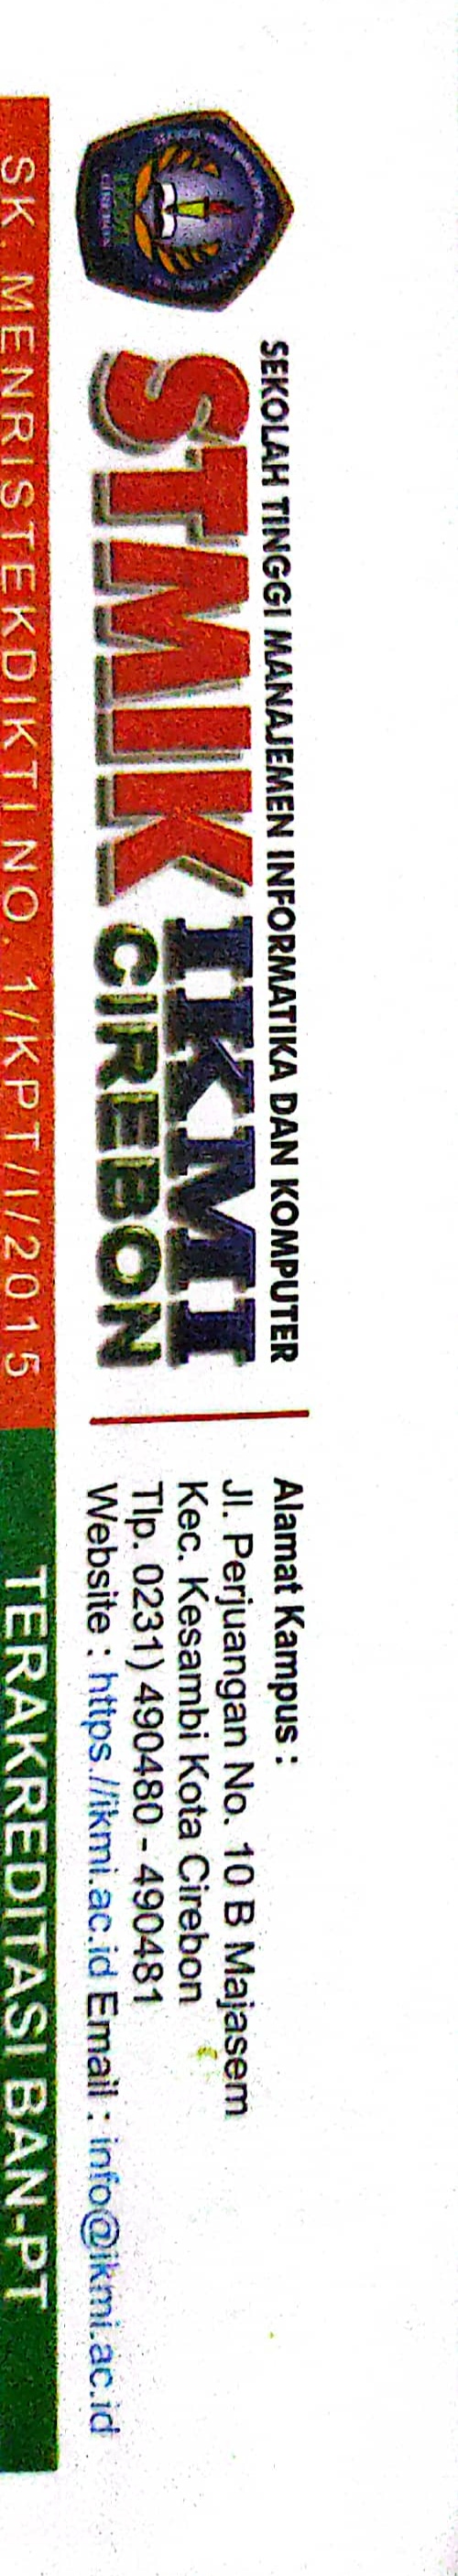 SEKOLAH TINGGI MANAJEMEN INFORMATIKA DAN KOMPUTER
STMIK IKMI
CIREBON
IKMI
CIREBON
Alamat Kampus :
Jl. Perjuangan No. 10 B Majasem
Kec. Kesambi Kota Cirebon
Tlp. 0231) 490480 - 490481
Website : https.//ikmi.ac.id Email : info@ikmi.ac.id
SK. MENRISTEKDIKTI NO. 1/KPT/I/2015
TERAKREDITASI BAN-PT